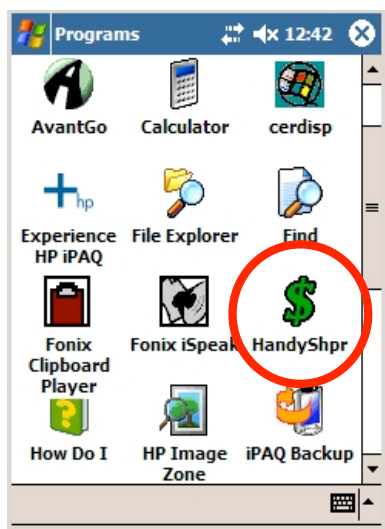 Programs 12:42
AvantGo Calculator cerdisp
hp
Experience File Explorer Find
HP iPAQ
Fonix Fonix iSpeak HandyShpr
Clipboard
Player
?
How Do I HP Image iPAQ Backup
Zone